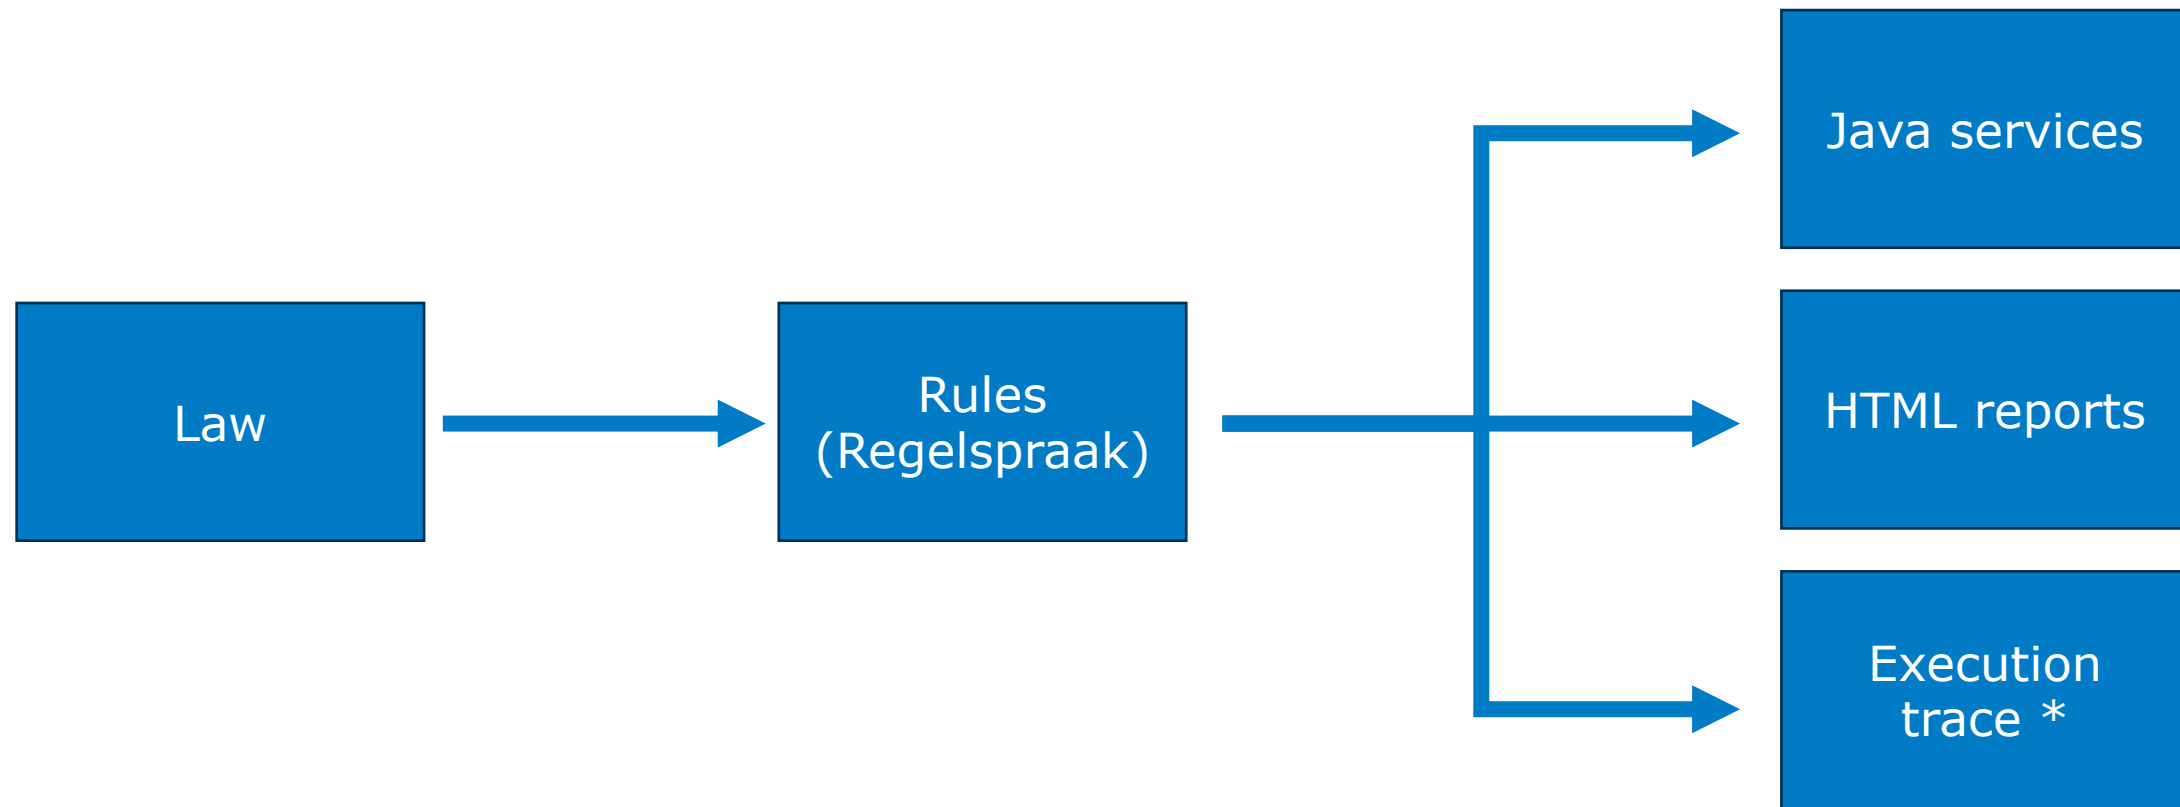 Law
Rules
(Regelspraak)
Java services
HTML reports
Execution
trace *